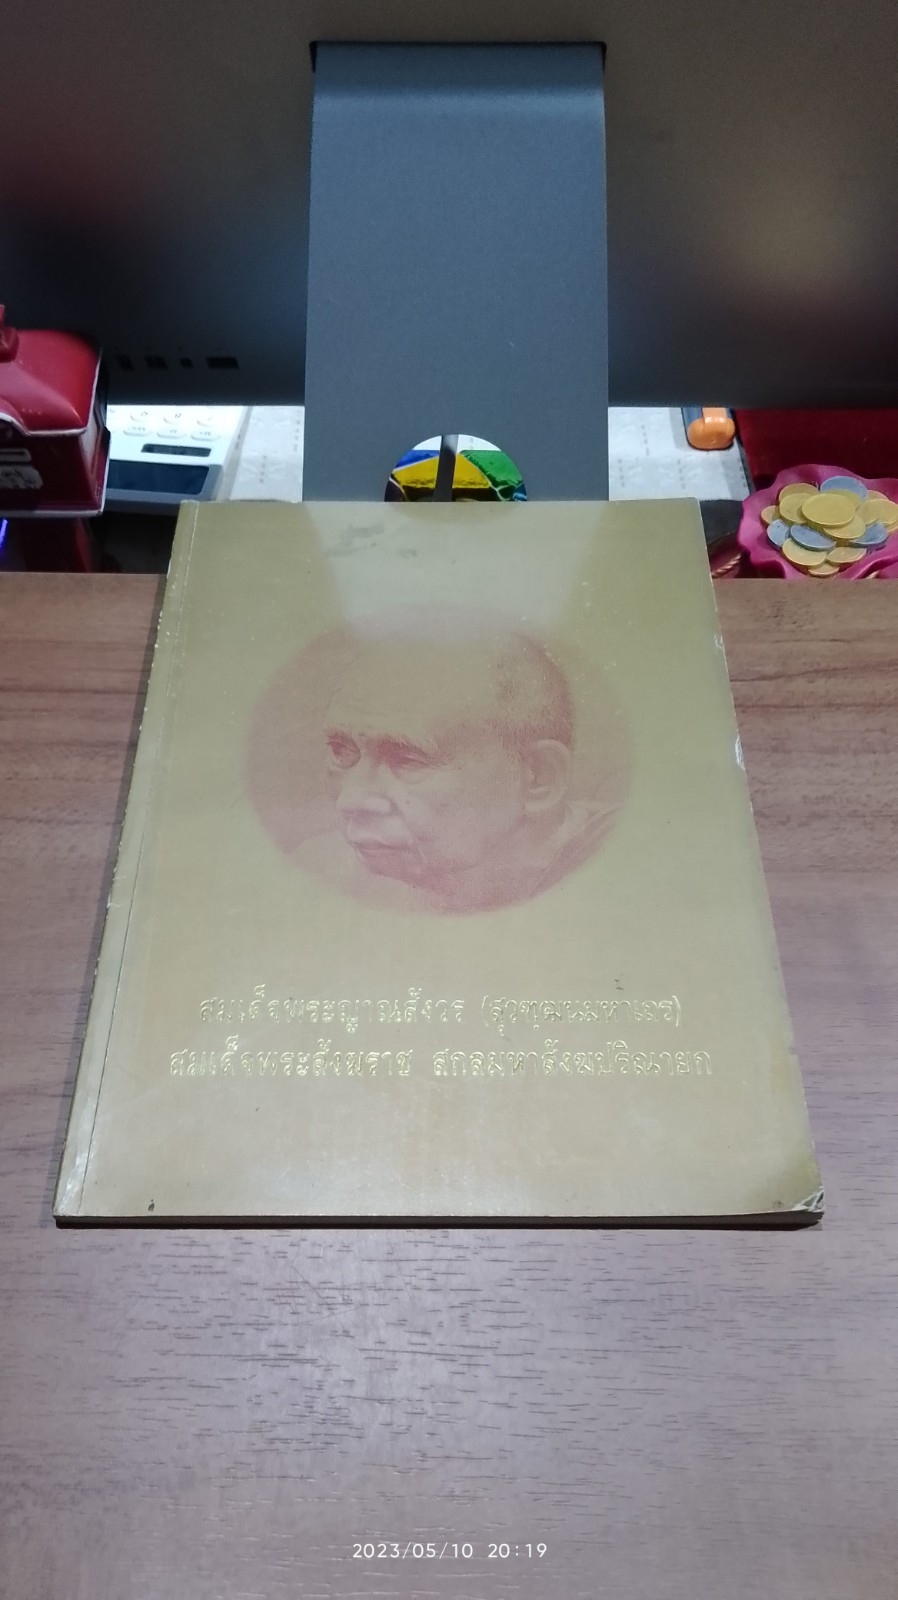 สมเด็จพระญาณสังวร (สุวฑฺฒนมหาเถร)
สมเด็จพระสังฆราช สกลมหาสังฆปริณายก
2023/05/10 20:19